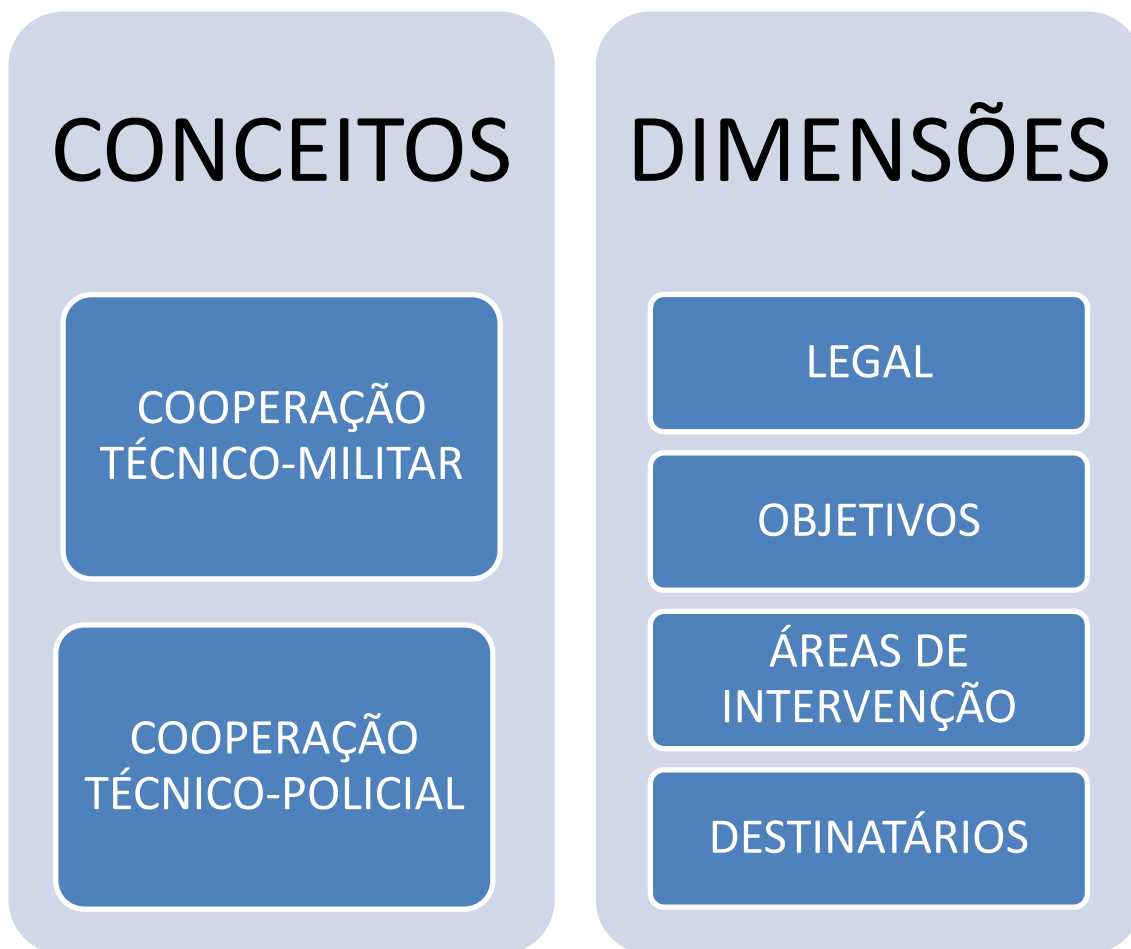 CONCEITOS
COOPERAÇÃO
TÉCNICO-MILITAR
COOPERAÇÃO
TÉCNICO-POLICIAL
DIMENSÕES
LEGAL
OBJETIVOS
ÁREAS DE
INTERVENÇÃO
DESTINATÁRIOS